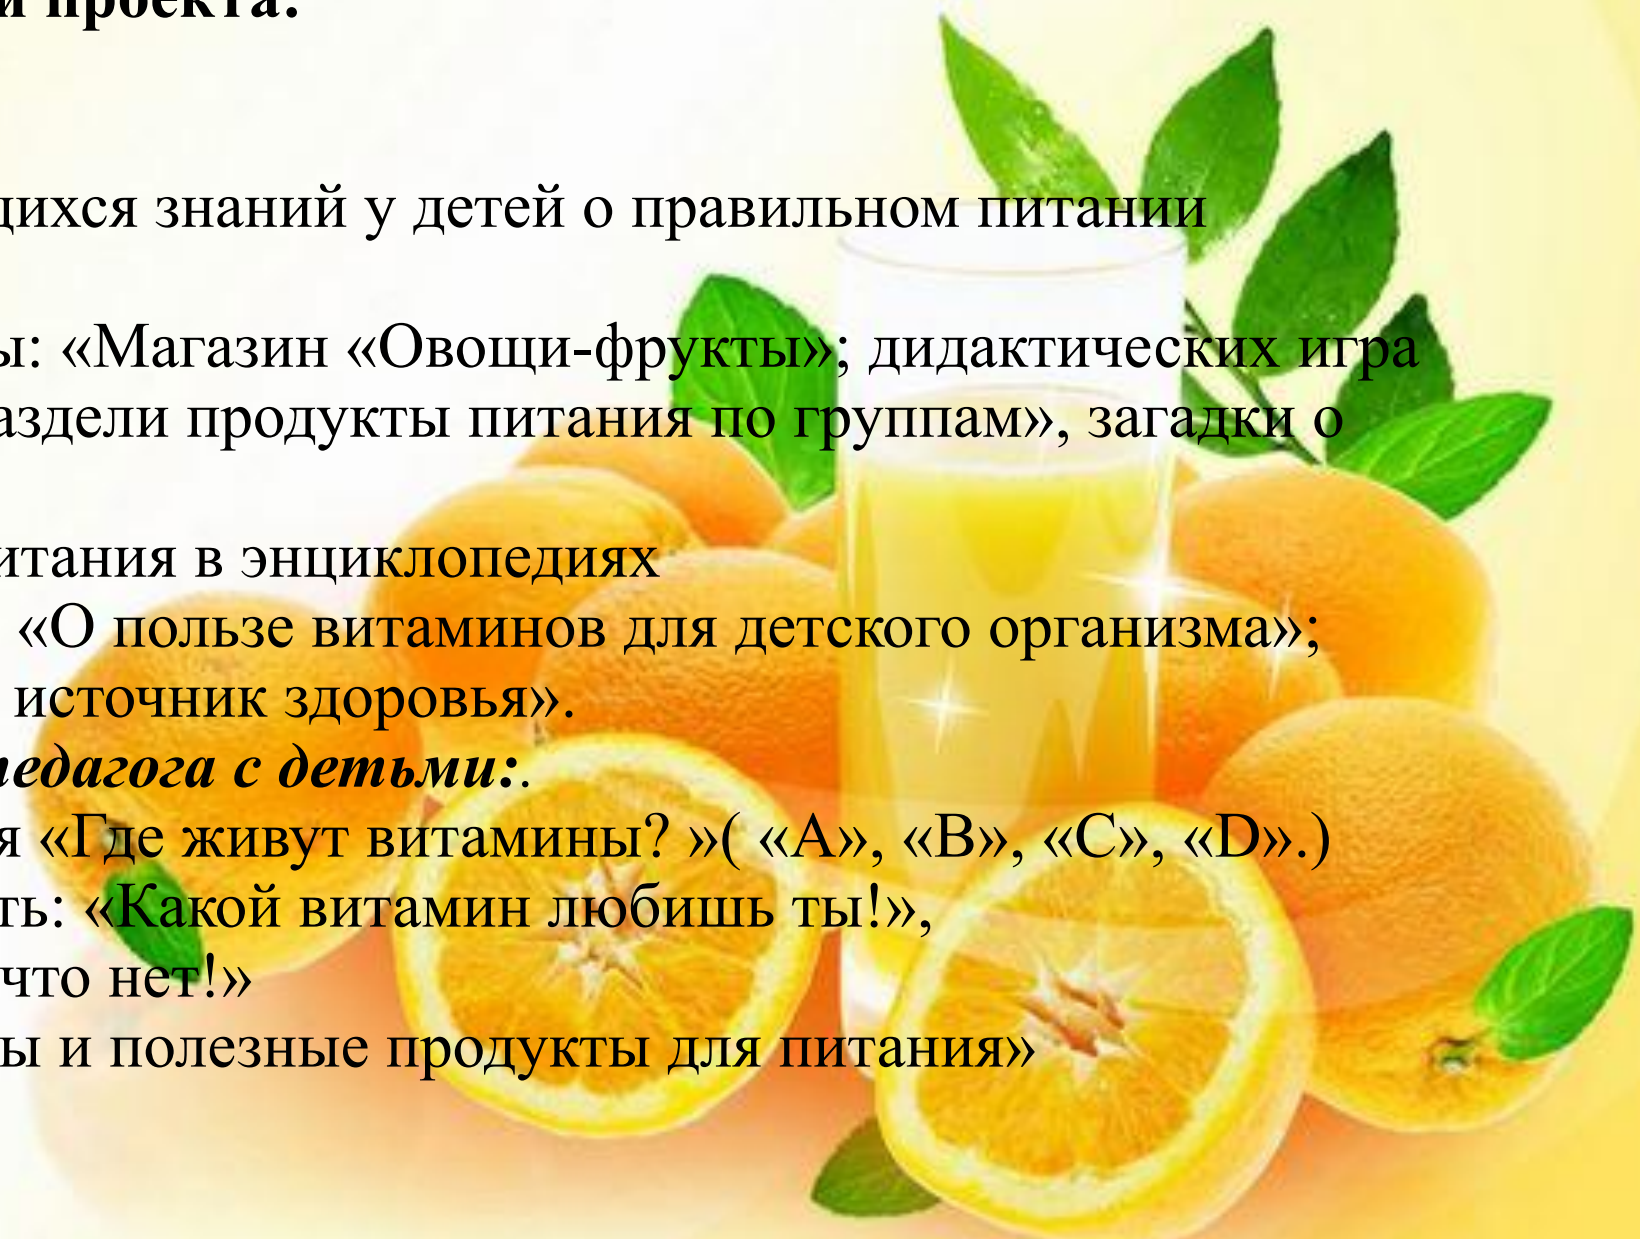 и проекта:
щихся знаний у детей о правильном питании
ы: «Магазин «Овощи-фрукты»; дидактических игра
аздели продукты питания по группам», загадки о
итания в энциклопедиях
«О пользе витаминов для детского организма»;
источник здоровья».
педагога с детьми:.
я «Где живут витамины? »( «А», «В», «С», «D».)
ть: «Какой витамин любишь ты!»,
что нет!»
ы и полезные продукты для питания»